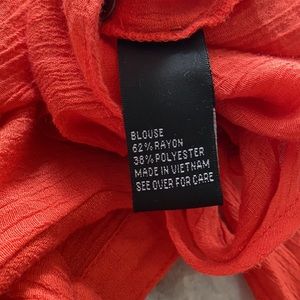 BLOUSE
62% RAYON
38% POLYESTER
MADE IN VIETNAM
SEE OVER FOR CARE